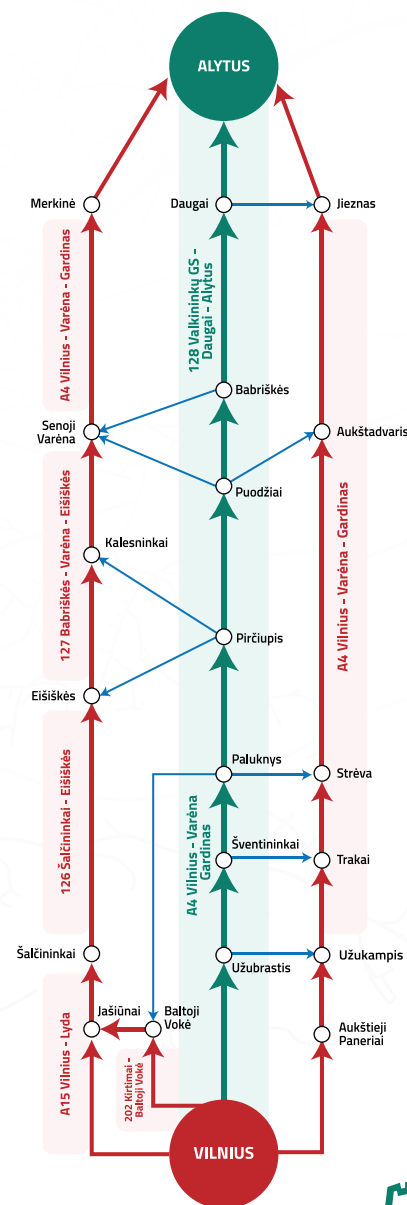 ALYTUS
Merkinė
Daugai
Jieznas
A4 Vilnius - Varėna - Gardinas
128 Valkininkų GS -
Daugai - Alytus
Babriškės
Senoji
Varėna
Aukštadvaris
Puodžiai
A4 Vilnius - Varėna - Gardinas
127 Babriškės - Varėna - Eišiškės
Kalesninkai
Pirčiupis
Eišiškės
Paluknys
Strėva
126 Šalčininkai - Eišiškės
A4 Vilnius - Varėna
Gardinas
Šventininkai
Trakai
Šalčininkai
Užubrastis
Užukampis
Jašiūnai
Baltoji
Vokė
Aukštieji
Paneriai
A15 Vilnius - Lyda
202 Kirtimai -
Baltoji Vokė
VILNIUS